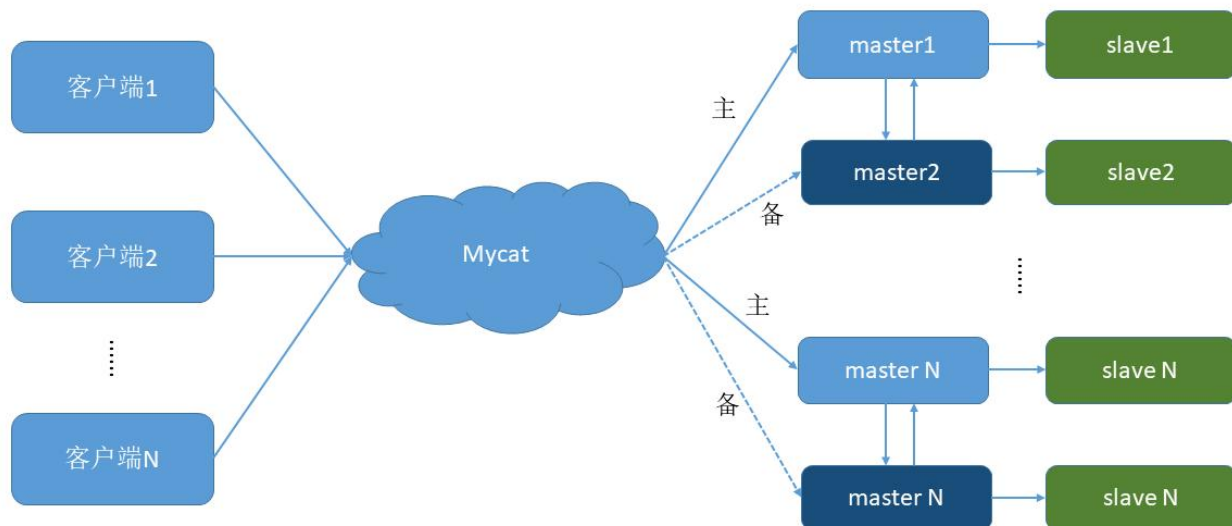 客户端1
客户端2
......
客户端N
Mycat
主
备
主
备
master1
slave1
master2
slave2
......
master N
slave N
master N
slave N